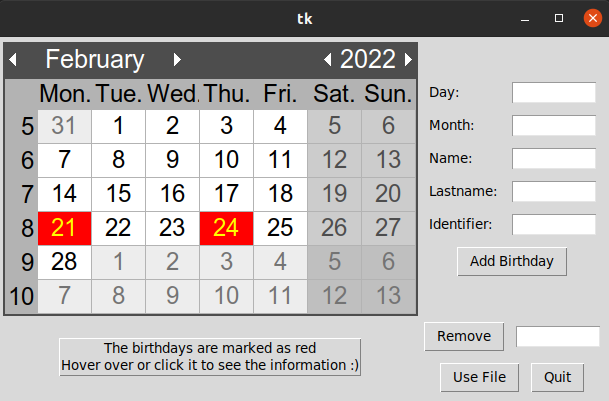 tk
February 2022
Mon. Tue. Wed. Thu. Fri. Sat. Sun.
5 31 1 2 3 4 5 6
6 7 8 9 10 11 12 13
7 14 15 16 17 18 19 20
8 21 22 23 24 25 26 27
9 28 1 2 3 4 5 6
10 7 8 9 10 11 12 13
The birthdays are marked as red
Hover over or click it to see the information :)
Day:
Month:
Name:
Lastname:
Identifier:
Add Birthday
Remove
Use File Quit